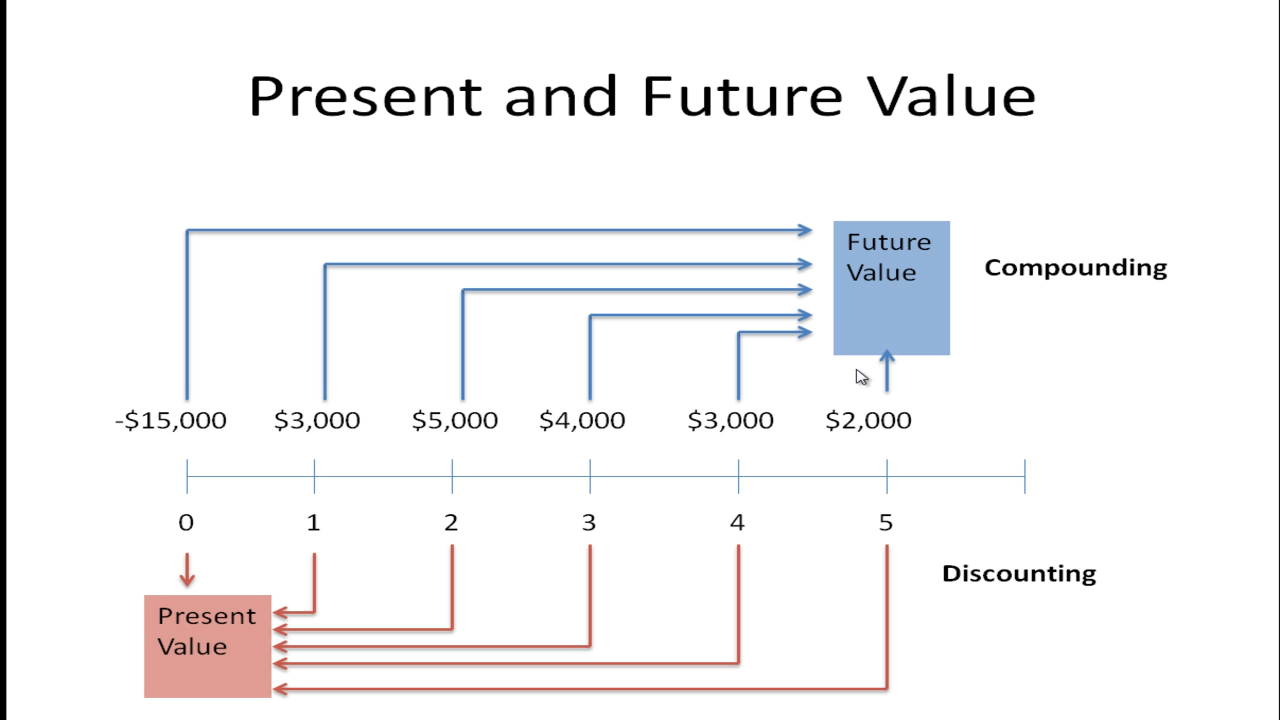 Present and Future Value
Future
Value
Compounding
-$15,000 $3,000 $5,000 $4,000 $3,000 $2,000
0 1 2 3 4 5
Discounting
Present
Value